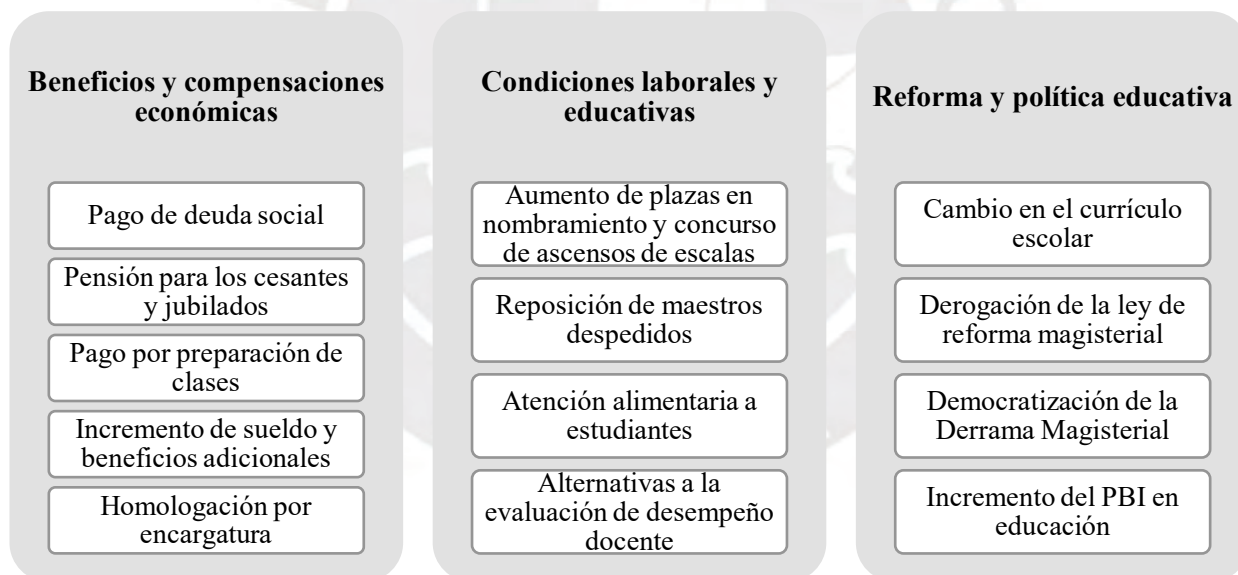 Beneficios y compensaciones
económicas
Pago de deuda social
Pensión para los cesantes
y jubilados
Pago por preparación de
clases
Incremento de sueldo y
beneficios adicionales
Homologación por
encargatura
Condiciones laborales y
educativas
Aumento de plazas en
nombramiento y concurso
de ascensos de escalas
Reposición de maestros
despedidos
Atención alimentaria a
estudiantes
Alternativas a la
evaluación de desempeño
docente
Reforma y política educativa
Cambio en el currículo
escolar
Derogación de la ley de
reforma magisterial
Democratización de la
Derrama Magisterial
Incremento del PBI en
educación